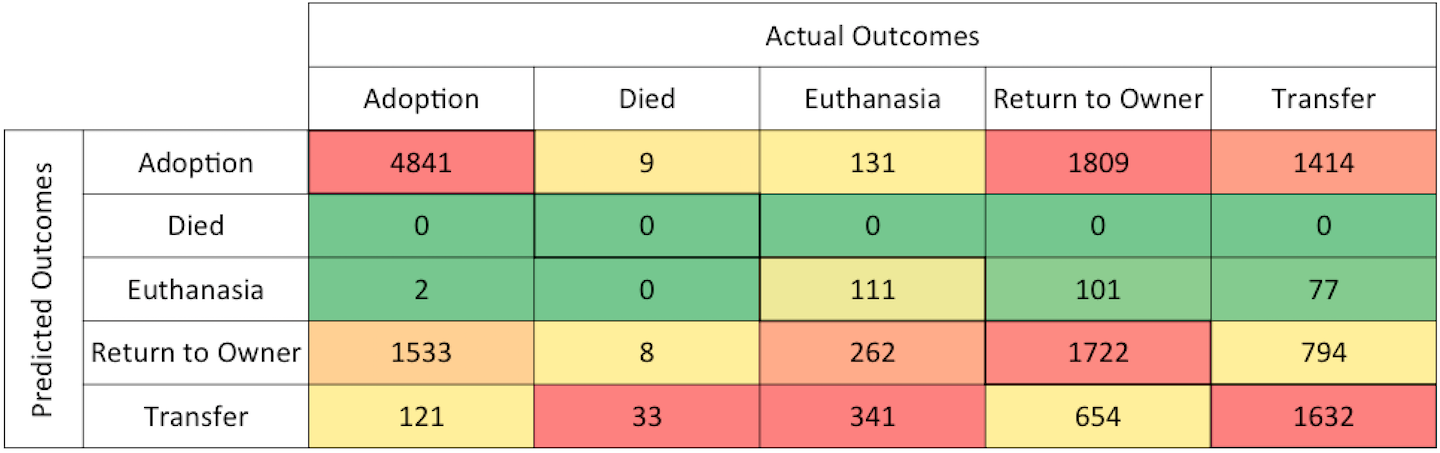 Actual Outcomes
Adoption Died Euthanasia Return to Owner Transfer
Predicted Outcomes
Adoption 4841 9 131 1809 1414
Died 0 0 0 0 0
Euthanasia 2 0 111 101 77
Return to Owner 1533 8 262 1722 794
Transfer 121 33 341 654 1632